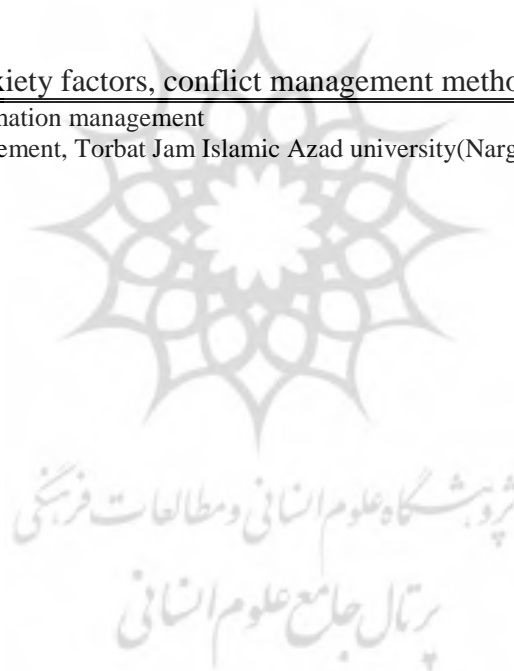 xiety factors, conflict management metho
nation management
ement, Torbat Jam Islamic Azad university(Narg
پژوهشگاه علوم انسانی و مطالعات فرهنگی
پرتال جامع علوم انسانی